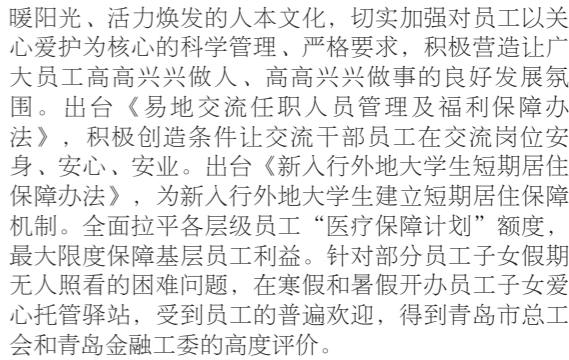 暖阳光、活力焕发的人本文化，切实加强对员工以关
心爱护为核心的科学管理、严格要求，积极营造让广
大员工高高兴兴做人、高高兴兴做事的良好发展氛
围。出台《易地交流任职人员管理及福利保障办
法》，积极创造条件让交流干部员工在交流岗位安
身、安心、安业。出台《新入行外地大学生短期居住
保障办法》，为新入行外地大学生建立短期居住保障
机制。全面拉平各层级员工“医疗保障计划”额度，
最大限度保障基层员工利益。针对部分员工子女假期
无人照看的困难问题，在寒假和暑假开办员工子女爱
心托管驿站，受到员工的普遍欢迎，得到青岛市总工
会和青岛金融工委的高度评价。